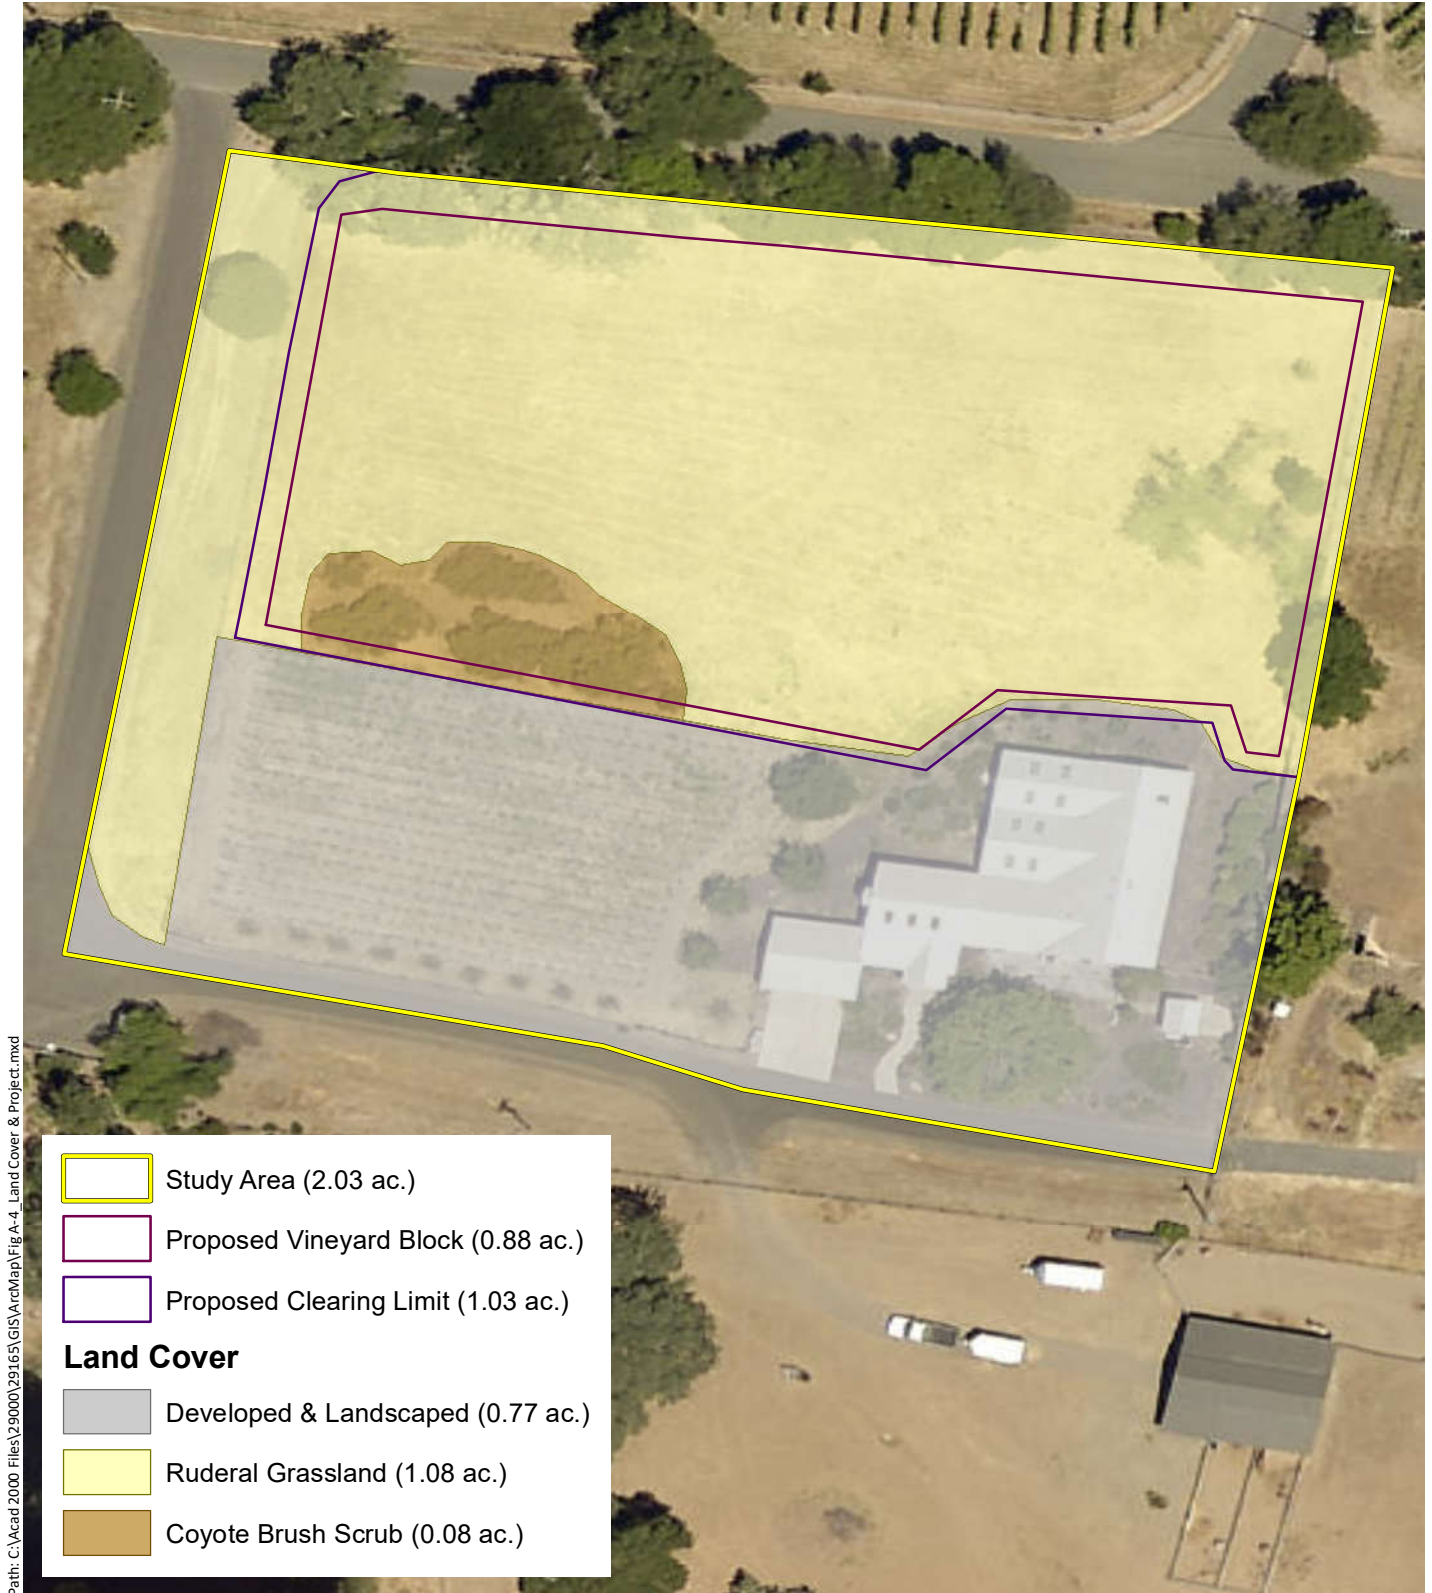 Study Area (2.03 ac.)
Proposed Vineyard Block (0.88 ac.)
Proposed Clearing Limit (1.03 ac.)
Land Cover
Developed & Landscaped (0.77 ac.)
Ruderal Grassland (1.08 ac.)
Coyote Brush Scrub (0.08 ac.)
Path: C:\Acad 2000 Files\29000\29165\GIS\ArcMap\Fig A-4_Land Cover & Project.mxd